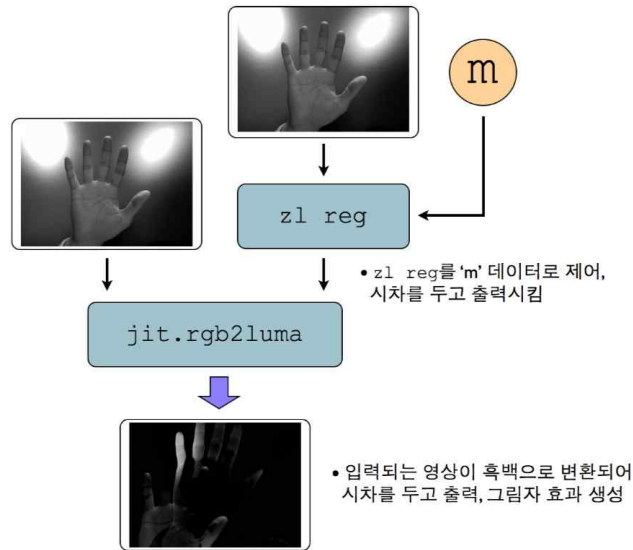 m
zl reg
• zl reg를 ‘m’ 데이터로 제어,
시차를 두고 출력시킴
jit.rgb2luma
• 입력되는 영상이 흑백으로 변환되어
시차를 두고 출력, 그림자 효과 생성